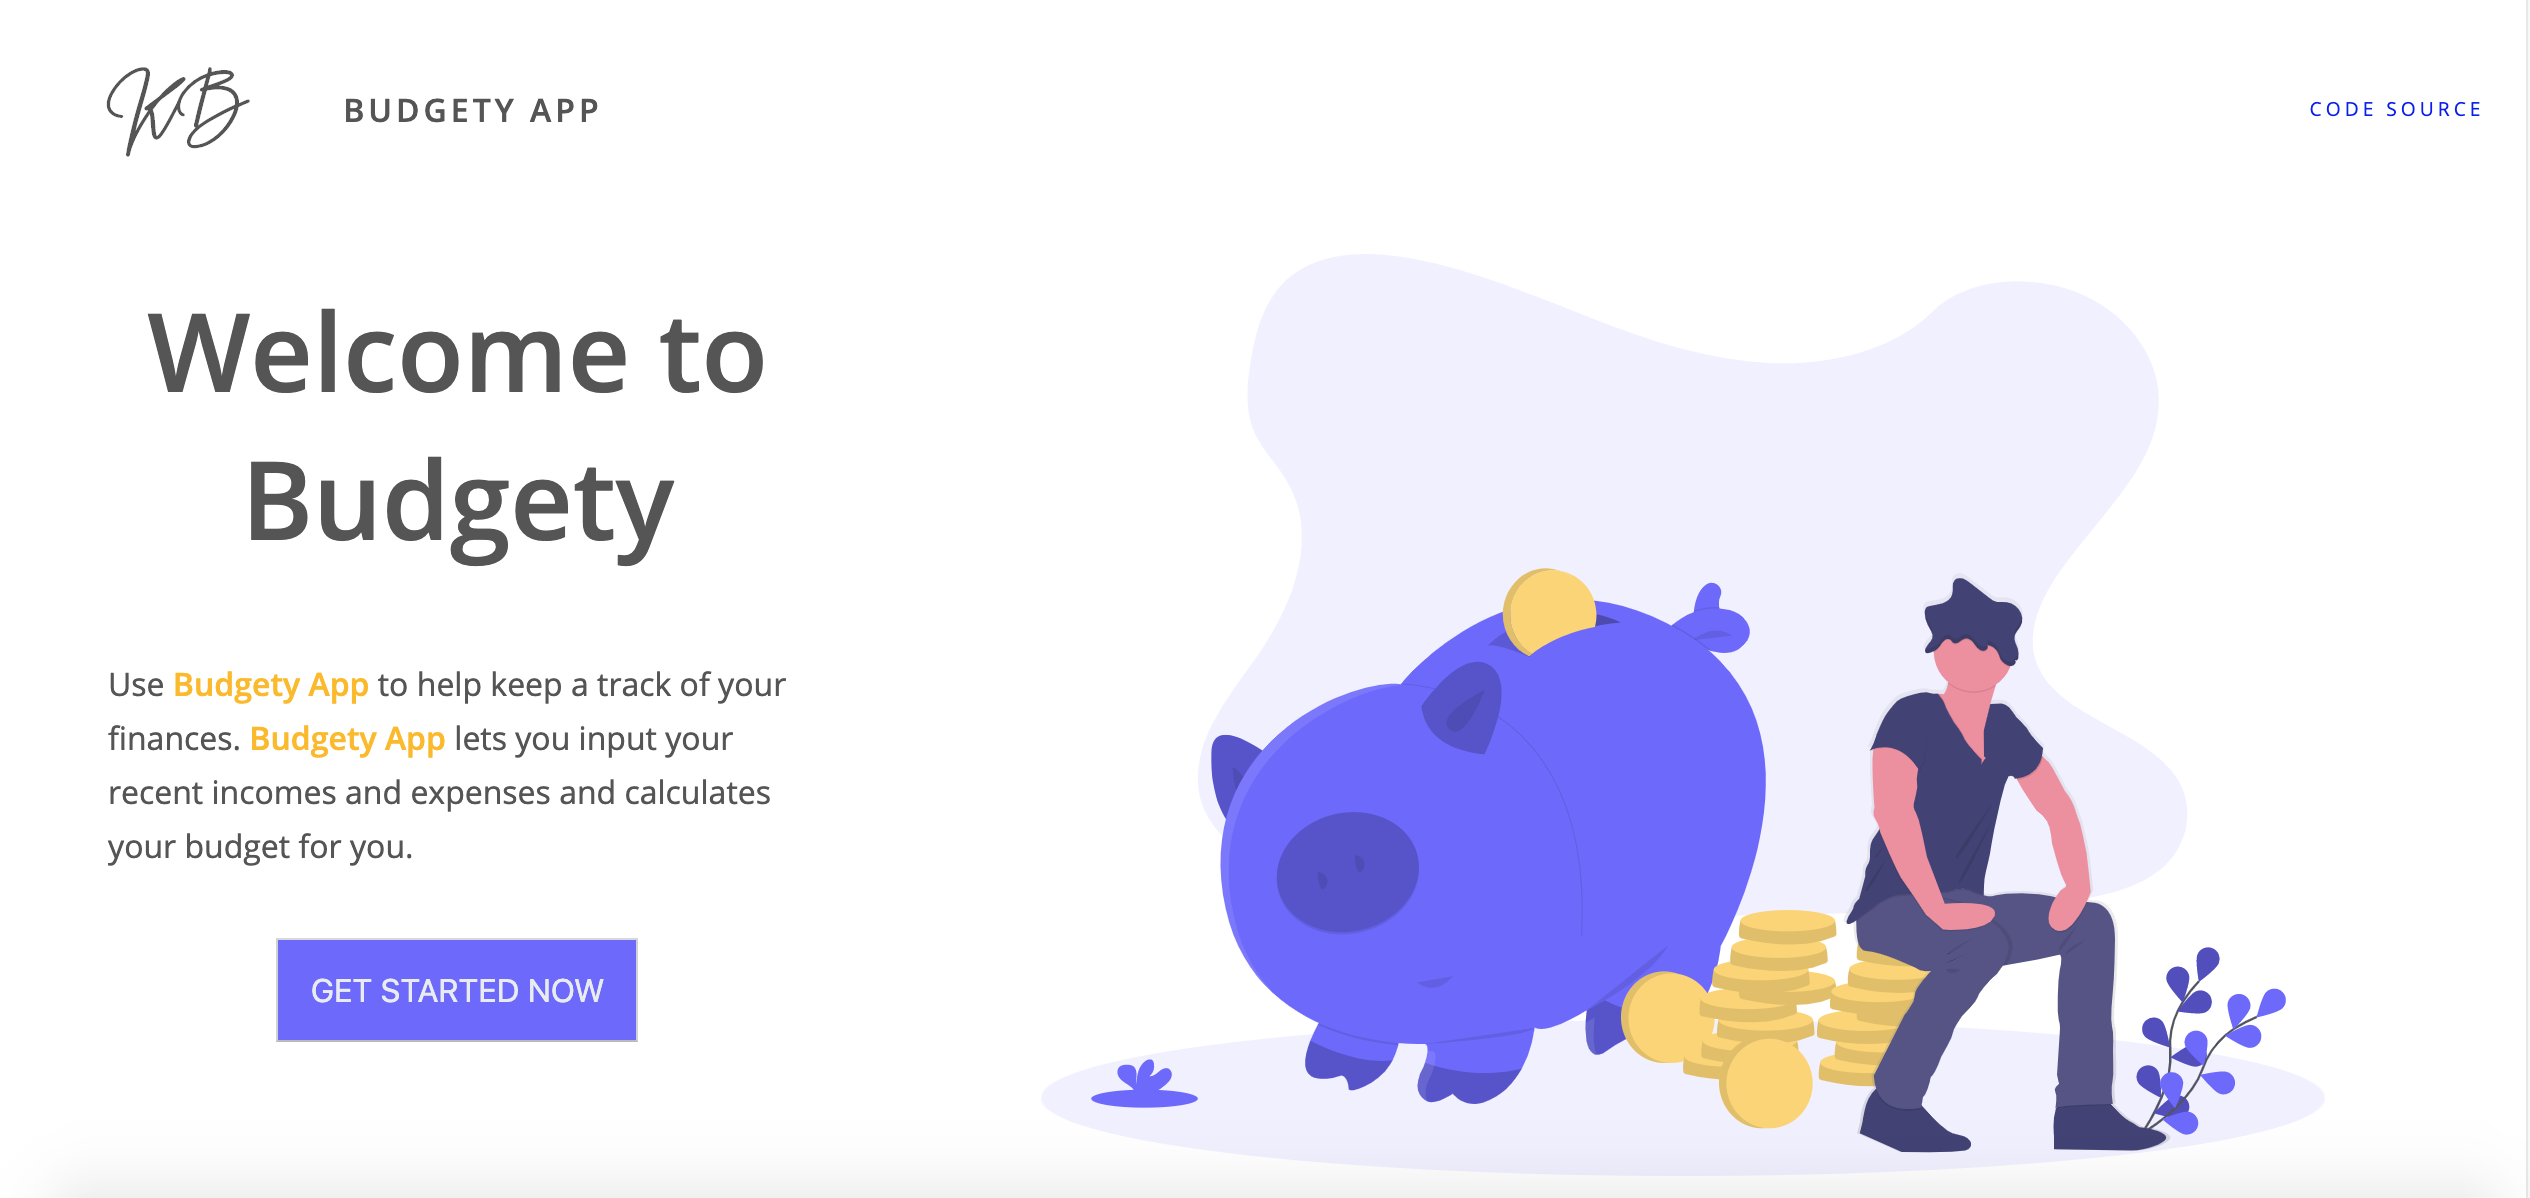 KB
BUDGETY APP
CODE SOURCE
Welcome to
Budgety
Use Budgety App to help keep a track of your
finances. Budgety App lets you input your
recent incomes and expenses and calculates
your budget for you.
GET STARTED NOW